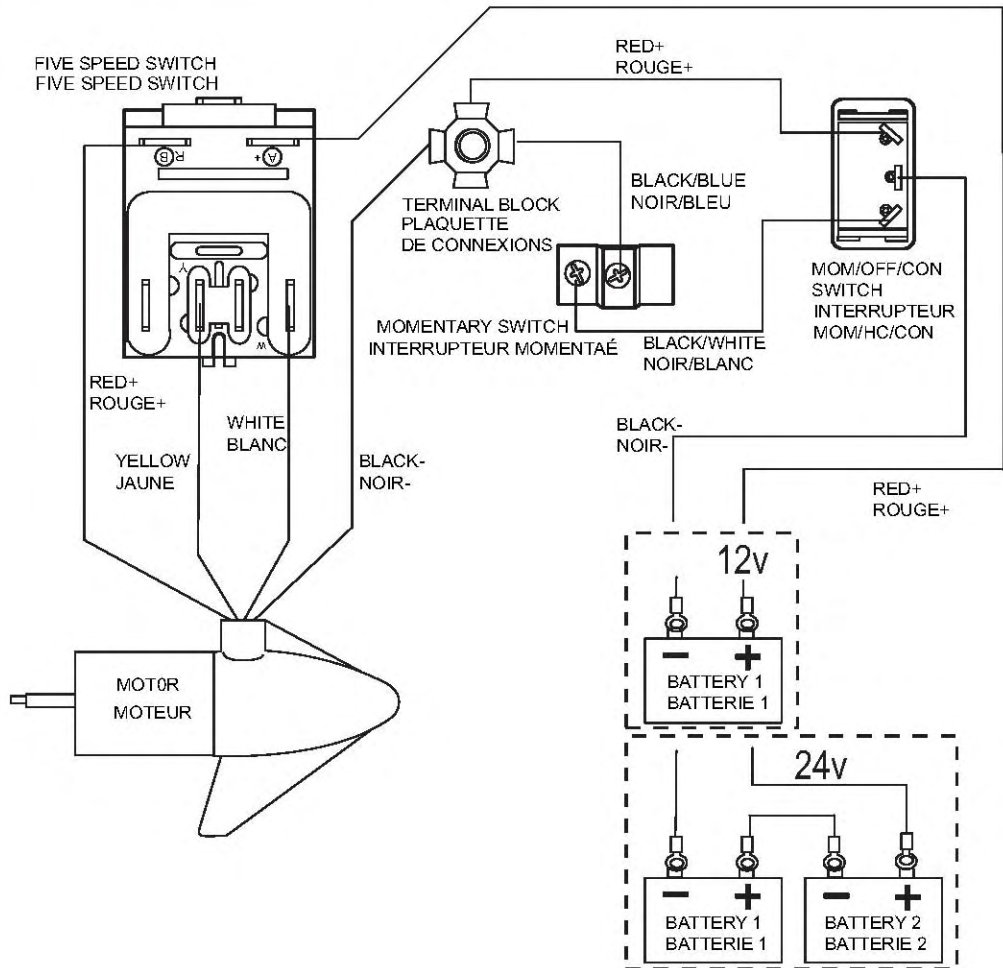 FIVE SPEED SWITCH
FIVE SPEED SWITCH
R B
A +
Y
W
RED+
ROUGE+
TERMINAL BLOCK
PLAQUETTE
DE CONNEXIONS
BLACK/BLUE
NOIR/BLEU
MOMENTARY SWITCH
INTERRUPTEUR MOMENTAÉ
BLACK/WHITE
NOIR/BLANC
MOM/OFF/CON
SWITCH
INTERRUPTEUR
MOM/HC/CON
RED+
ROUGE+
YELLOW
JAUNE
WHITE
BLANC
BLACK-
NOIR-
BLACK-
NOIR-
RED+
ROUGE+
MOT0R
MOTEUR
12v
− +
BATTERY 1
BATTERIE 1
24v
− +
BATTERY 1
BATTERIE 1
− +
BATTERY 2
BATTERIE 2